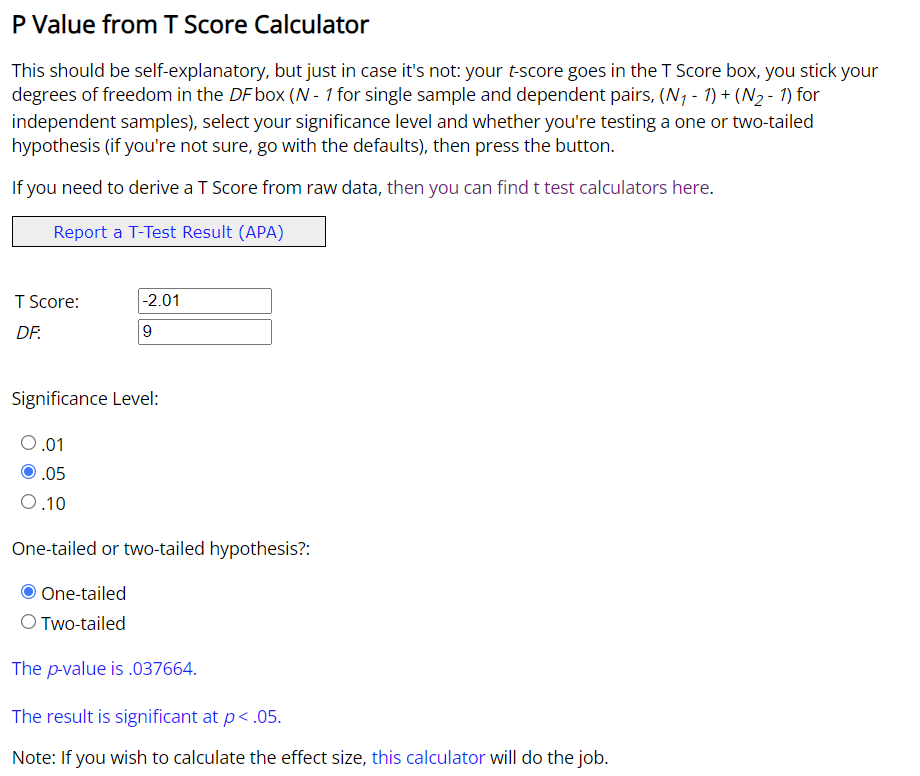 P Value from T Score Calculator
This should be self-explanatory, but just in case it's not: your t-score goes in the T Score box, you stick your
degrees of freedom in the DF box (N - 1 for single sample and dependent pairs, (N₁ - 1) + (N₂ - 1) for
independent samples), select your significance level and whether you're testing a one or two-tailed
hypothesis (if you're not sure, go with the defaults), then press the button.
If you need to derive a T Score from raw data, then you can find t test calculators here.
Report a T-Test Result (APA)
T Score: -2.01
DF: 9
Significance Level:
.01
.05
.10
One-tailed or two-tailed hypothesis?:
One-tailed
Two-tailed
The p-value is .037664.
The result is significant at p < .05.
Note: If you wish to calculate the effect size, this calculator will do the job.